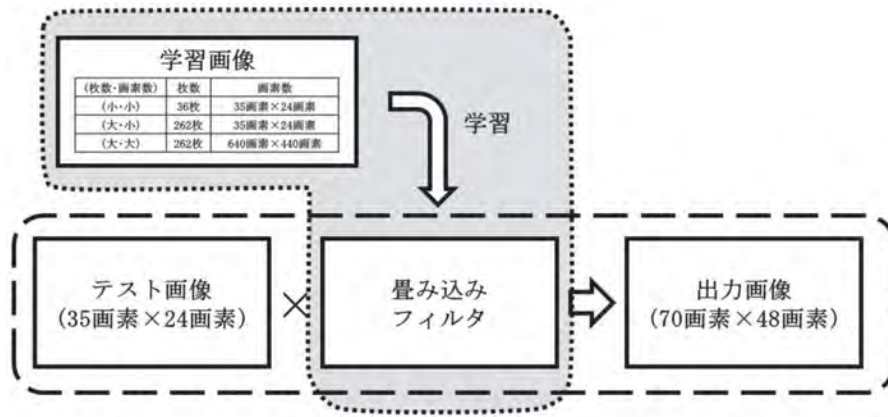 学習画像
(枚数・画素数) 枚数 画素数
(小・小) 36枚 35画素×24画素
(大・小) 262枚 35画素×24画素
(大・大) 262枚 640画素×440画素
学習
テスト画像
(35画素×24画素)
×
畳み込み
フィルタ
出力画像
(70画素×48画素)